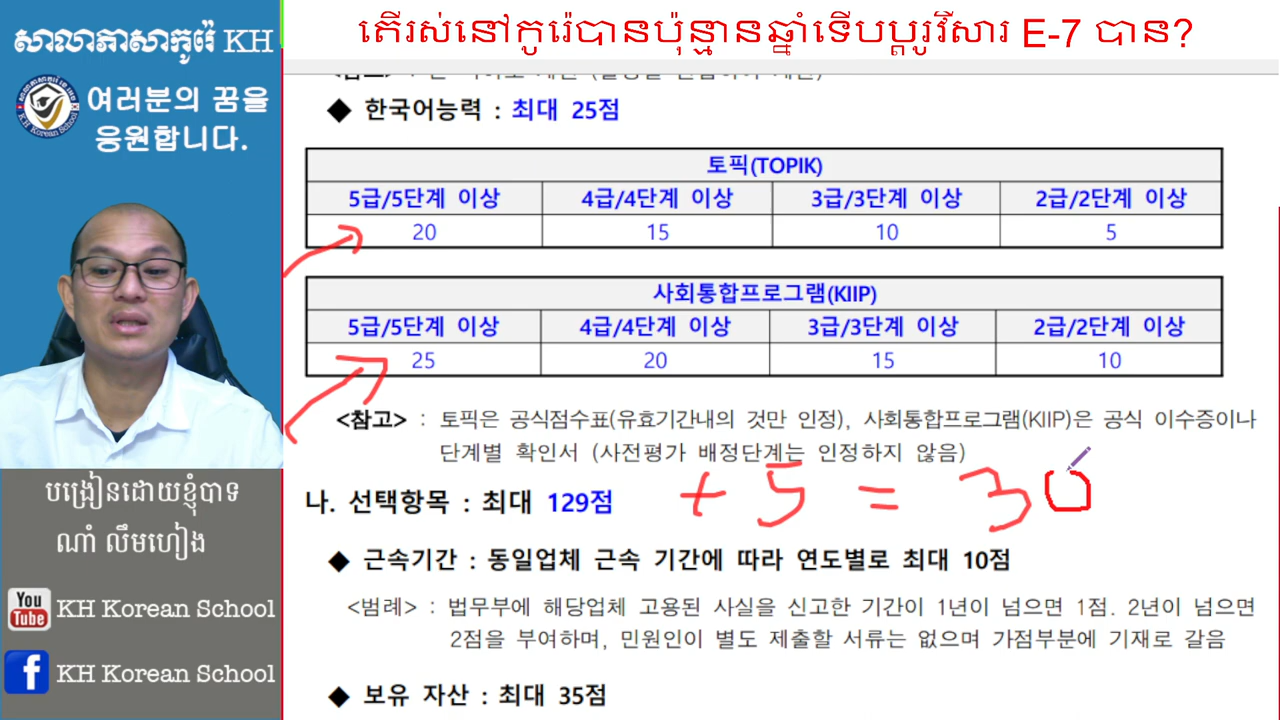 សាលាភាសាកូរ៉េ KH
តើរស់នៅកូរ៉េបានប៉ុន្មានឆ្នាំទើបប្តូរវីសារ E-7 បាន?
KH Korean School
여러분의 꿈을
응원합니다.
◆ 한국어능력 : 최대 25점
토픽(TOPIK)
5급/5단계 이상 4급/4단계 이상 3급/3단계 이상 2급/2단계 이상
20 15 10 5
사회통합프로그램(KIIP)
5급/5단계 이상 4급/4단계 이상 3급/3단계 이상 2급/2단계 이상
25 20 15 10
<참고> : 토픽은 공식점수표(유효기간내의 것만 인정), 사회통합프로그램(KIIP)은 공식 이수증이나
단계별 확인서 (사전평가 배정단계는 인정하지 않음)
+ 5 = 30
나. 선택항목 : 최대 129점
◆ 근속기간 : 동일업체 근속 기간에 따라 연도별로 최대 10점
<범례> : 법무부에 해당업체 고용된 사실을 신고한 기간이 1년이 넘으면 1점. 2년이 넘으면
2점을 부여하며, 민원인이 별도 제출할 서류는 없으며 가점부분에 기재로 갈음
◆ 보유 자산 : 최대 35점
បង្រៀនដោយខ្ញុំបាទ
ណាំ លឹមហៀង
You Tube KH Korean School
f KH Korean School